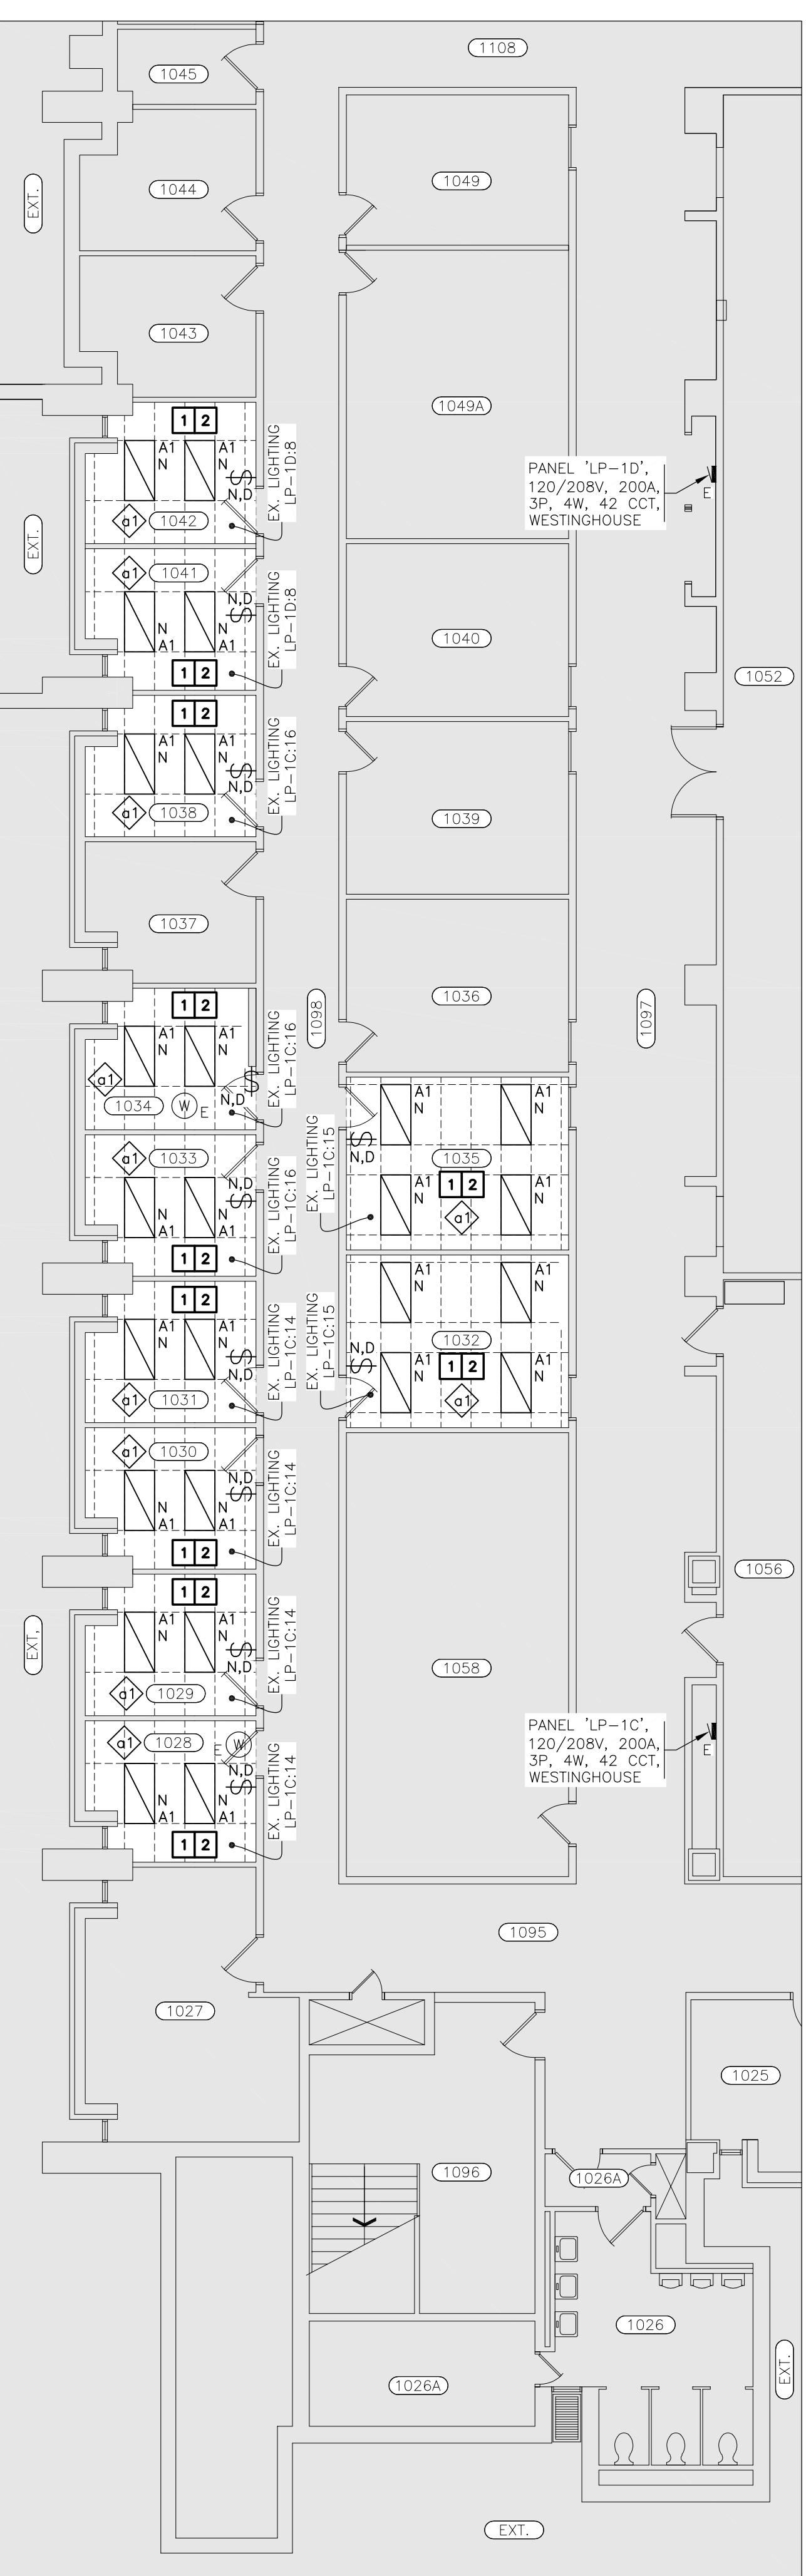 1108
1045
1044
EXT.
1049
1043
1049A
1 2
A1
N
A1
N
N,D
a1
1042
EX. LIGHTING
LP-1D:8
PANEL 'LP-1D',
120/208V, 200A,
3P, 4W, 42 CCT,
WESTINGHOUSE
E
EXT.
a1
1041
N,D
N
A1
N
A1
1 2
EX. LIGHTING
LP-1D:8
1040
1052
1 2
A1
N
A1
N
N,D
a1
1038
EX. LIGHTING
LP-1C:16
1039
1037
1036
1098
1097
1 2
A1
N
A1
N
a1
1034
W
E
N,D
EX. LIGHTING
LP-1C:16
A1
N
A1
N
N,D
1035
1 2
A1
N
A1
N
a1
EX. LIGHTING
LP-1C:15
a1
1033
N,D
N
A1
N
A1
1 2
EX. LIGHTING
LP-1C:16
A1
N
A1
N
N,D
1032
1 2
A1
N
A1
N
a1
EX. LIGHTING
LP-1C:15
1 2
A1
N
A1
N
N,D
a1
1031
EX. LIGHTING
LP-1C:14
a1
1030
N,D
N
A1
N
A1
1 2
EX. LIGHTING
LP-1C:14
1056
1 2
A1
N
A1
N
N,D
a1
1029
EX. LIGHTING
LP-1C:14
EXT.
1058
PANEL 'LP-1C',
120/208V, 200A,
3P, 4W, 42 CCT,
WESTINGHOUSE
E
a1
1028
E
W
N,D
N
A1
N
A1
1 2
EX. LIGHTING
LP-1C:14
1095
1027
1025
1096
1026A
1026
EXT.
1026A
EXT.